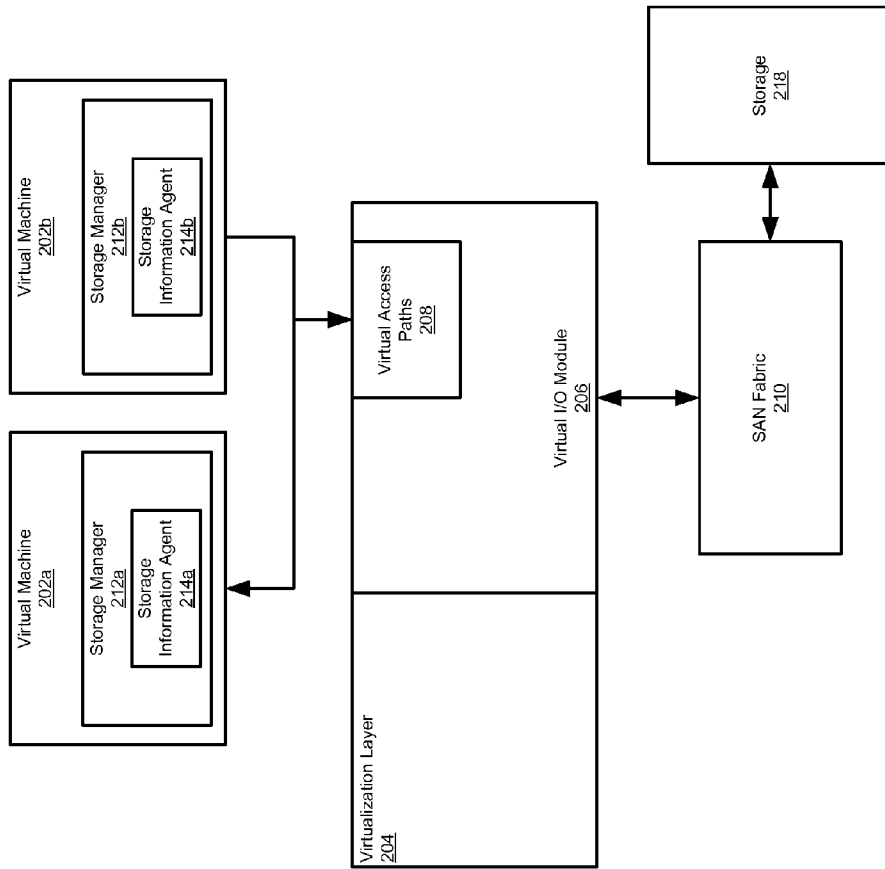 Virtual Machine
202a
Storage Manager
212a
Storage
Information Agent
214a
Virtual Machine
202b
Storage Manager
212b
Storage
Information Agent
214b
Virtualization Layer
204
Virtual Access
Paths
208
Virtual I/O Module
206
SAN Fabric
210
Storage
218